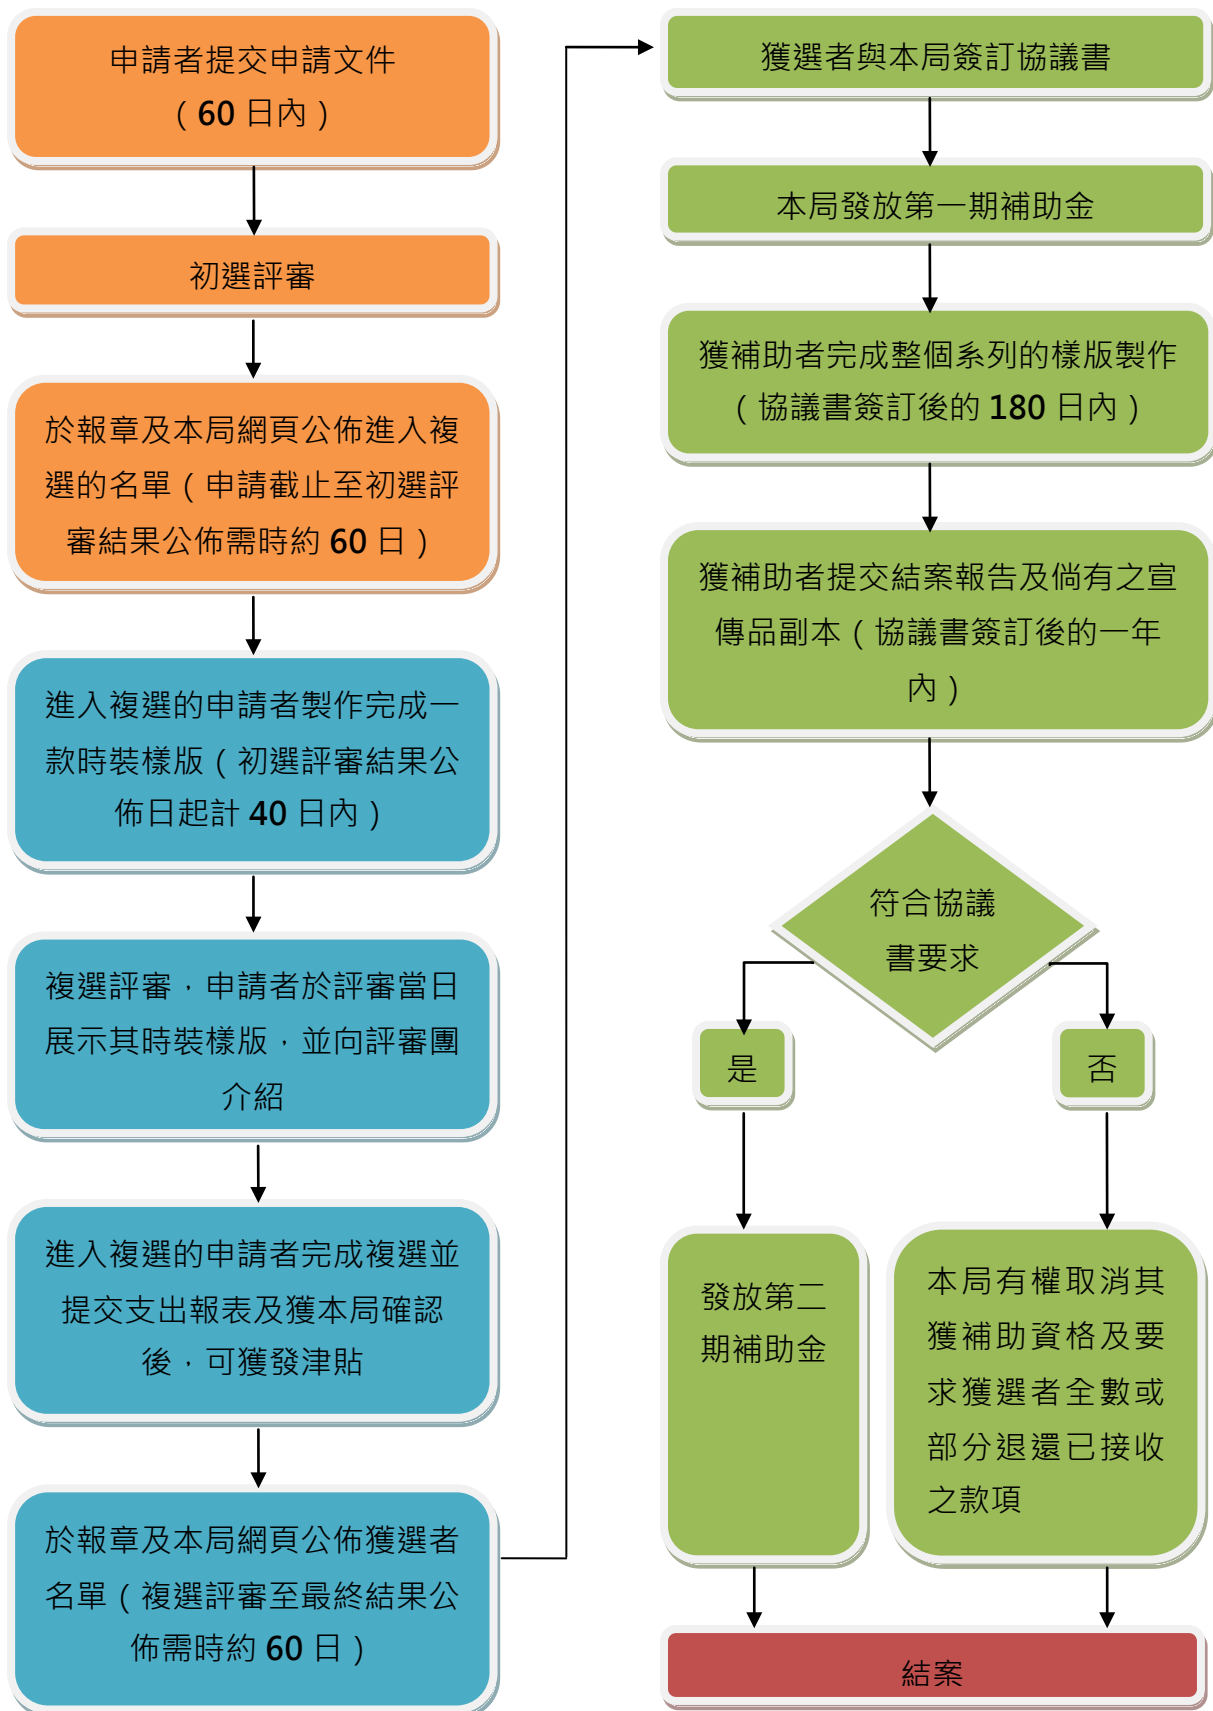 申請者提交申請文件
（60 日內）
初選評審
於報章及本局網頁公佈進入複
選的名單（申請截止至初選評
審結果公佈需時約 60 日）
進入複選的申請者製作完成一
款時裝樣版（初選評審結果公
佈日起計 40 日內）
複選評審，申請者於評審當日
展示其時裝樣版，並向評審團
介紹
進入複選的申請者完成複選並
提交支出報表及獲本局確認
後，可獲發津貼
於報章及本局網頁公佈獲選者
名單（複選評審至最終結果公
佈需時約 60 日）
獲選者與本局簽訂協議書
本局發放第一期補助金
獲補助者完成整個系列的樣版製作
（協議書簽訂後的 180 日內）
獲補助者提交結案報告及倘有之宣
傳品副本（協議書簽訂後的一年
內）
符合協議
書要求
是
否
發放第二
期補助金
本局有權取消其
獲補助資格及要
求獲選者全數或
部分退還已接收
之款項
結案